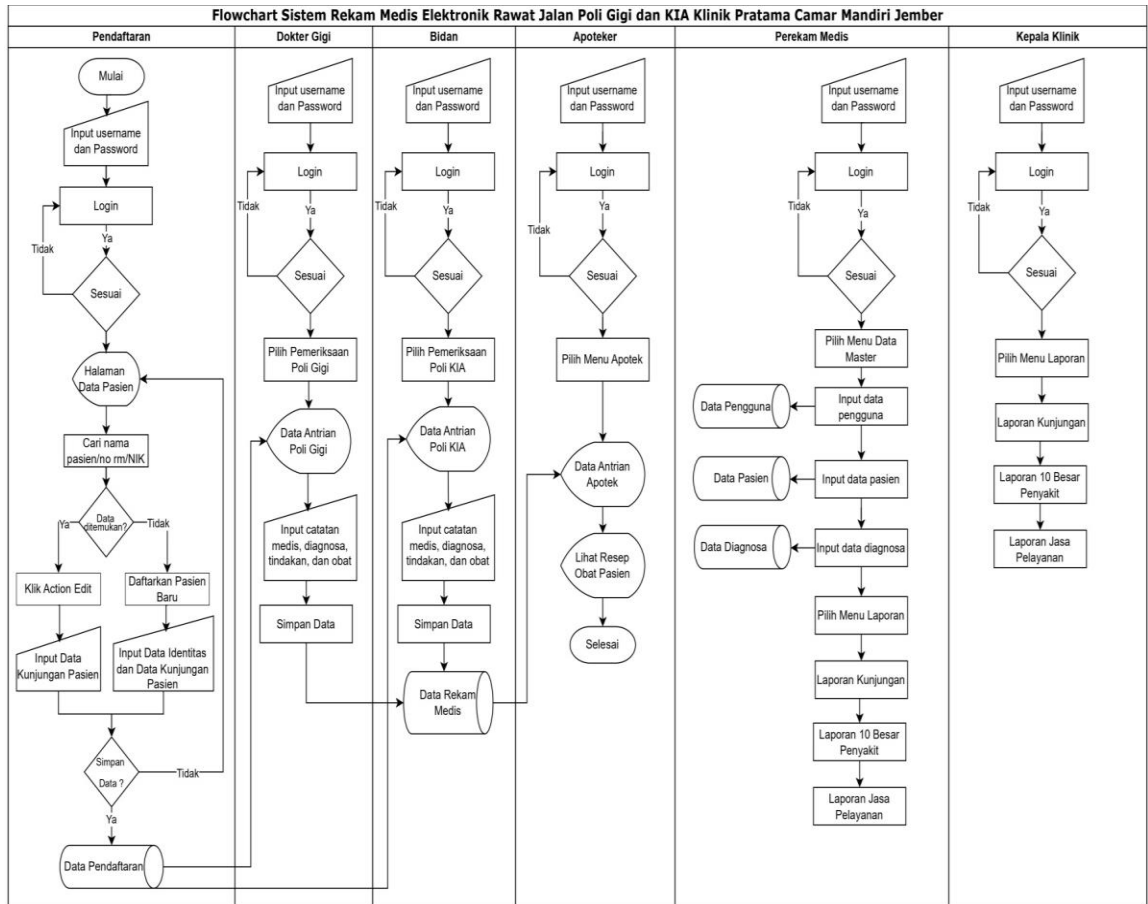 Flowchart Sistem Rekam Medis Elektronik Rawat Jalan Poli Gigi dan KIA Klinik Pratama Camar Mandiri Jember
Pendaftaran
Dokter Gigi
Bidan
Apoteker
Perekam Medis
Kepala Klinik
Mulai
Input username
dan Password
Login
Ya
Tidak
Sesuai
Halaman
Data Pasien
Cari nama
pasien/no rm/NIK
Data
ditemukan?
Ya
Tidak
Klik Action Edit
Daftarkan Pasien
Baru
Input Data
Kunjungan Pasien
Input Data Identitas
dan Data Kunjungan
Pasien
Simpan
Data ?
Tidak
Ya
Data Pendaftaran
Input username
dan Password
Login
Tidak
Ya
Sesuai
Pilih Pemeriksaan
Poli Gigi
Data Antrian
Poli Gigi
Input catatan
medis, diagnosa,
tindakan, dan obat
Simpan Data
Input username
dan Password
Login
Tidak
Ya
Sesuai
Pilih Pemeriksaan
Poli KIA
Data Antrian
Poli KIA
Input catatan
medis, diagnosa,
tindakan, dan obat
Simpan Data
Data Rekam
Medis
Input username
dan Password
Login
Ya
Tidak
Sesuai
Pilih Menu Apotek
Data Antrian
Apotek
Lihat Resep
Obat Pasien
Selesai
Input username
dan Password
Login
Tidak
Ya
Sesuai
Pilih Menu Data
Master
Data Pengguna
Input data
pengguna
Data Pasien
Input data pasien
Data Diagnosa
Input data diagnosa
Pilih Menu Laporan
Laporan Kunjungan
Laporan 10 Besar
Penyakit
Laporan Jasa
Pelayanan
Input username
dan Password
Login
Tidak
Ya
Sesuai
Pilih Menu Laporan
Laporan Kunjungan
Laporan 10 Besar
Penyakit
Laporan Jasa
Pelayanan